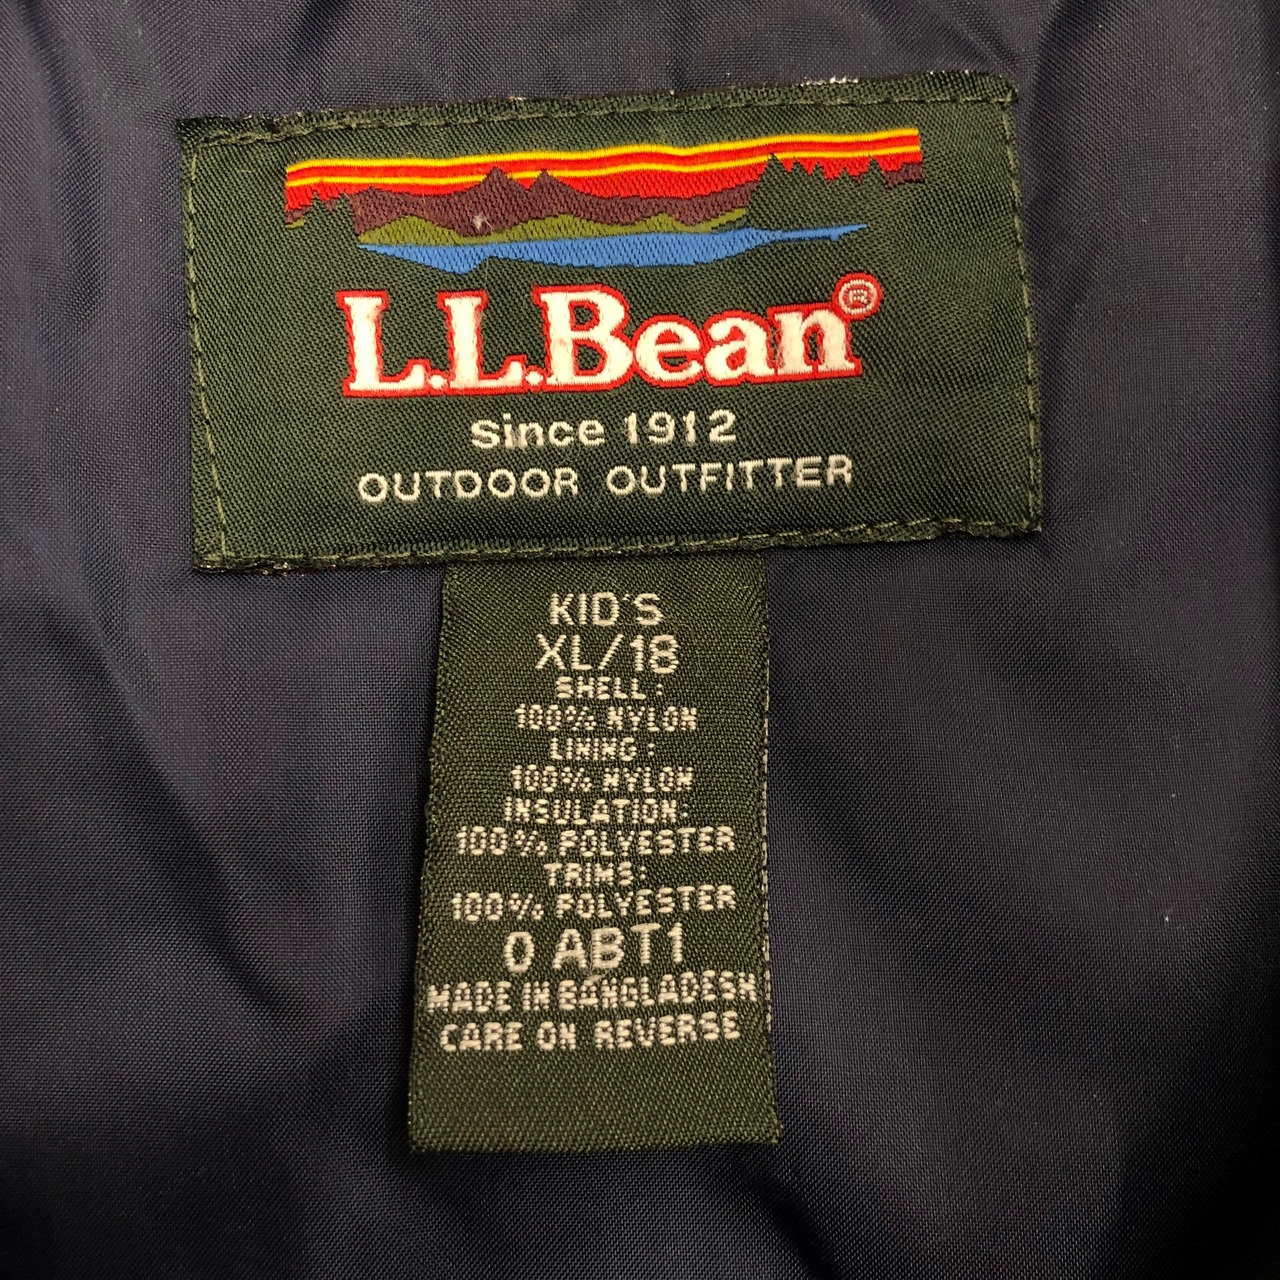 L.L.Bean®
Since 1912
OUTDOOR OUTFITTER
KID'S
XL/18
SHELL:
100% NYLON
LINING:
100% NYLON
INSULATION:
100% POLYESTER
TRIMS:
100% POLYESTER
0 ABT1
MADE IN BANGLADESH
CARE ON REVERSE